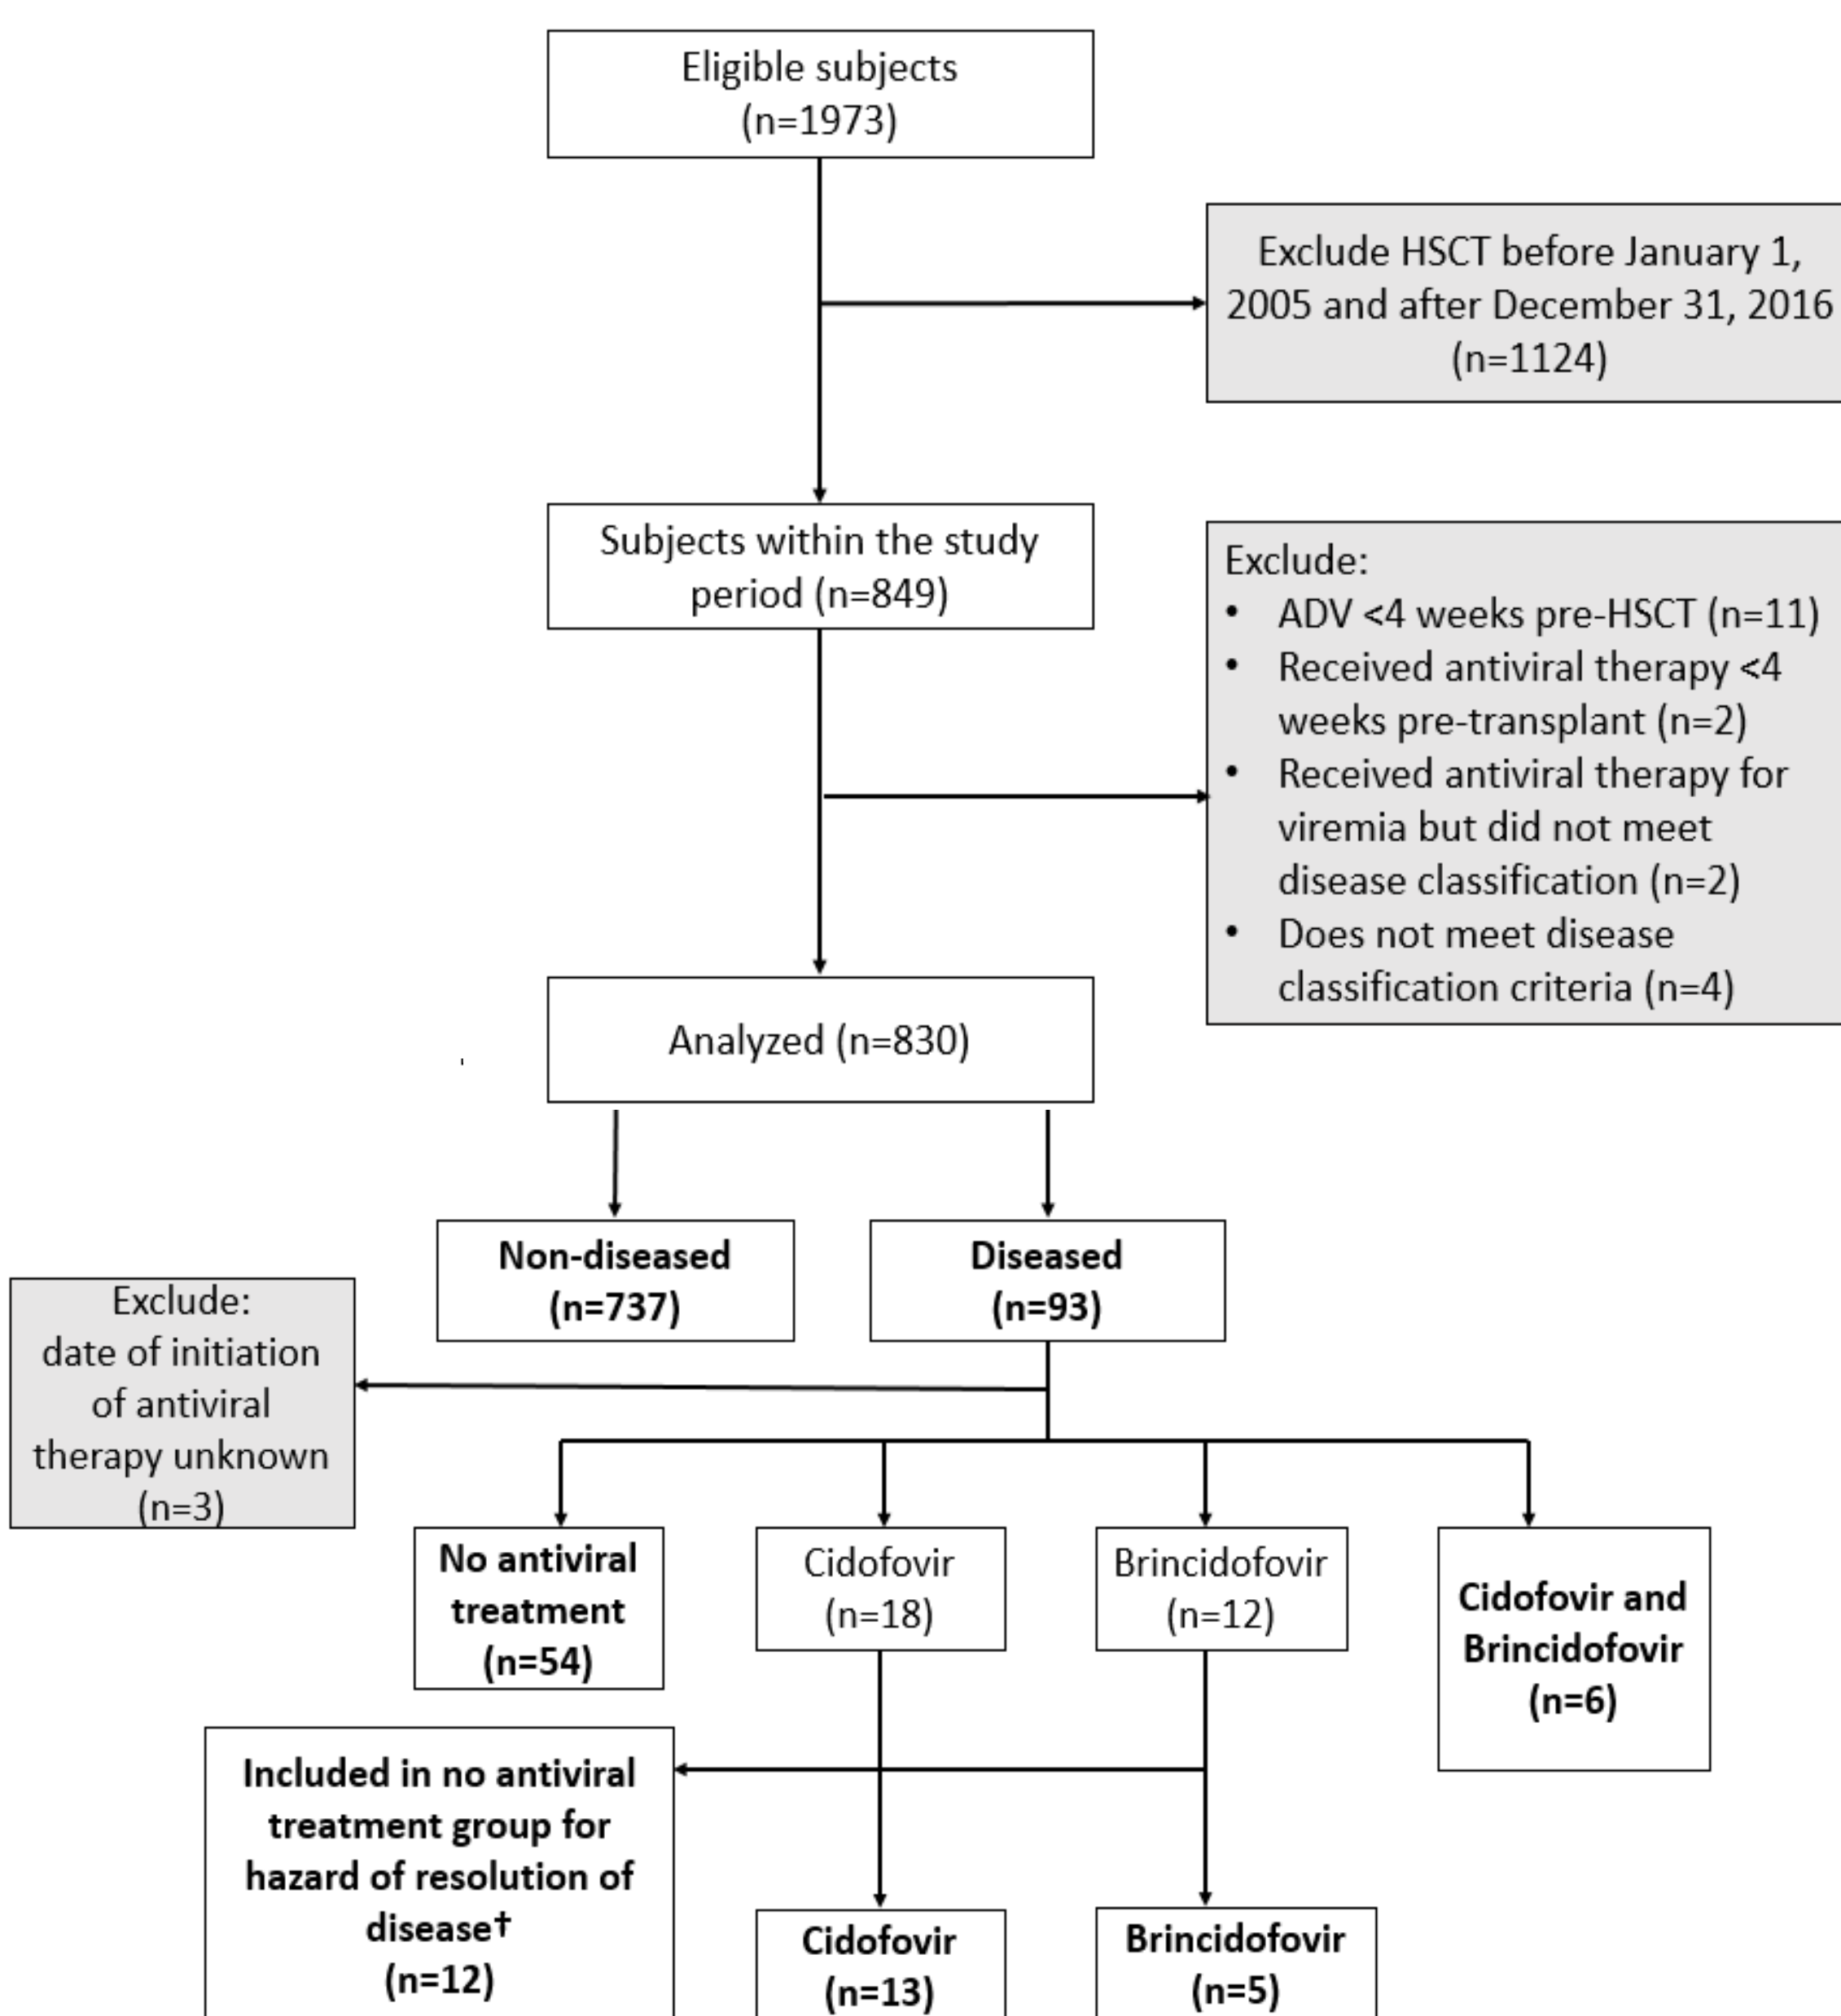 Eligible subjects
(n=1973)
Exclude HSCT before January 1,
2005 and after December 31, 2016
(n=1124)
Subjects within the study
period (n=849)
Exclude:
• ADV <4 weeks pre-HSCT (n=11)
• Received antiviral therapy <4
weeks pre-transplant (n=2)
• Received antiviral therapy for
viremia but did not meet
disease classification (n=2)
• Does not meet disease
classification criteria (n=4)
Analyzed (n=830)
Non-diseased
(n=737)
Diseased
(n=93)
Exclude:
date of initiation
of antiviral
therapy unknown
(n=3)
No antiviral
treatment
(n=54)
Cidofovir
(n=18)
Brincidofovir
(n=12)
Cidofovir and
Brincidofovir
(n=6)
Included in no antiviral
treatment group for
hazard of resolution of
disease†
(n=12)
Cidofovir
(n=13)
Brincidofovir
(n=5)